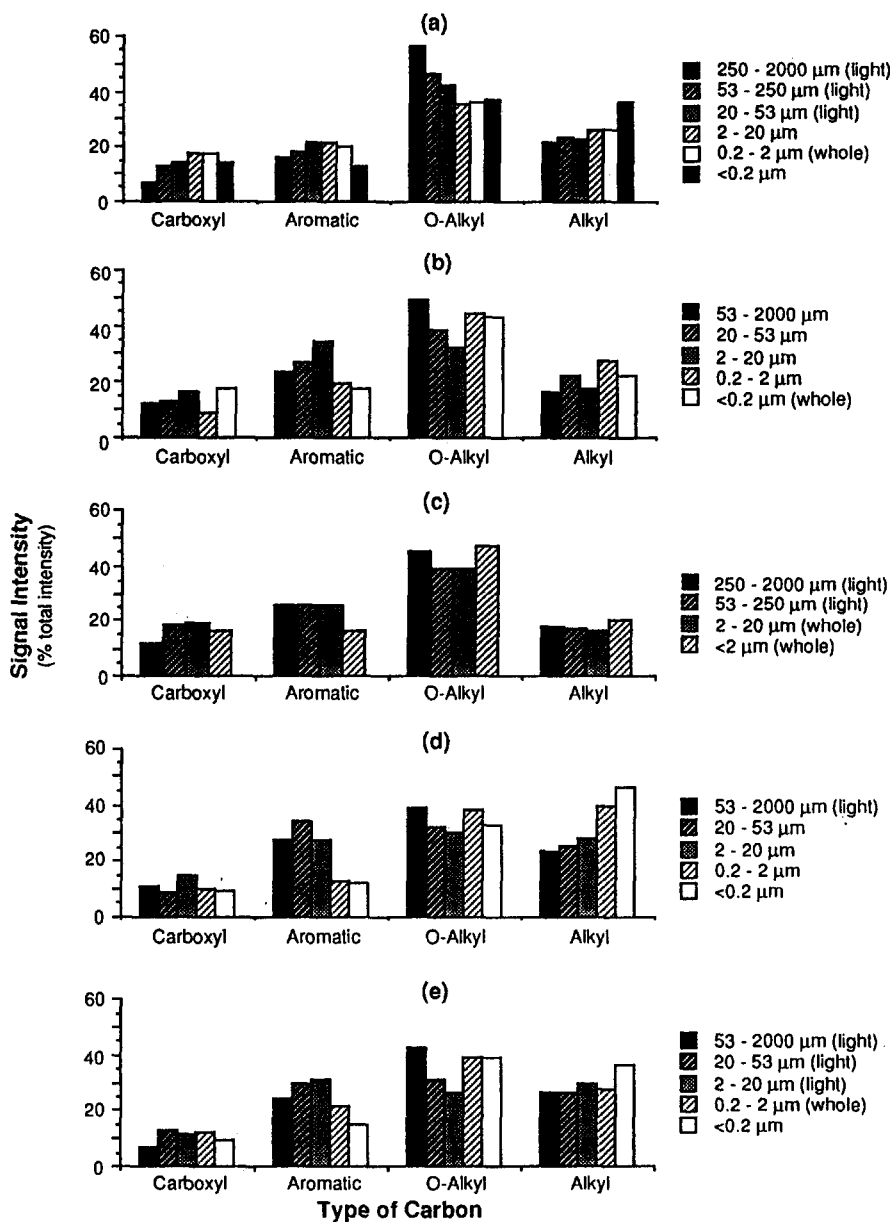 (a)
60
40
20
0
Carboxyl Aromatic O-Alkyl Alkyl
250 - 2000 μm (light)
53 - 250 μm (light)
20 - 53 μm (light)
2 - 20 μm
0.2 - 2 μm (whole)
<0.2 μm
(b)
60
40
20
0
Carboxyl Aromatic O-Alkyl Alkyl
53 - 2000 μm
20 - 53 μm
2 - 20 μm
0.2 - 2 μm
<0.2 μm (whole)
Signal Intensity
(% total intensity)
(c)
60
40
20
0
Carboxyl Aromatic O-Alkyl Alkyl
250 - 2000 μm (light)
53 - 250 μm (light)
2 - 20 μm (whole)
<2 μm (whole)
(d)
60
40
20
0
Carboxyl Aromatic O-Alkyl Alkyl
53 - 2000 μm (light)
20 - 53 μm
2 - 20 μm
0.2 - 2 μm
<0.2 μm
(e)
60
40
20
0
Carboxyl Aromatic O-Alkyl Alkyl
53 - 2000 μm (light)
20 - 53 μm (light)
2 - 20 μm (light)
0.2 - 2 μm (whole)
<0.2 μm
Type of Carbon